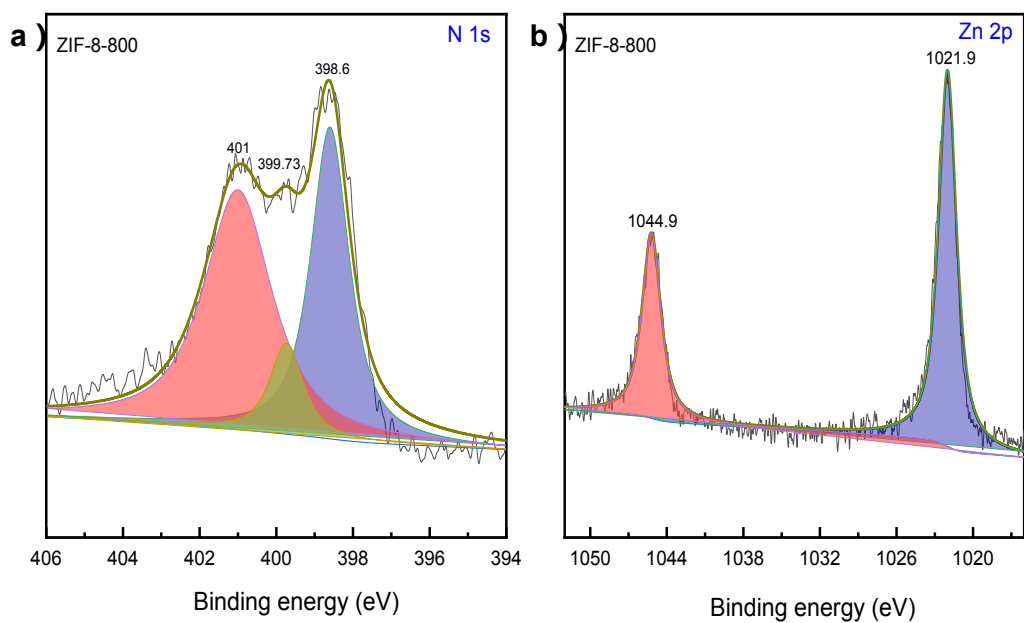 a )
ZIF-8-800
N 1s
398.6
401
399.73
406
404
402
400
398
396
394
Binding energy (eV)
b )
ZIF-8-800
Zn 2p
1021.9
1044.9
1050
1044
1038
1032
1026
1020
Binding energy (eV)